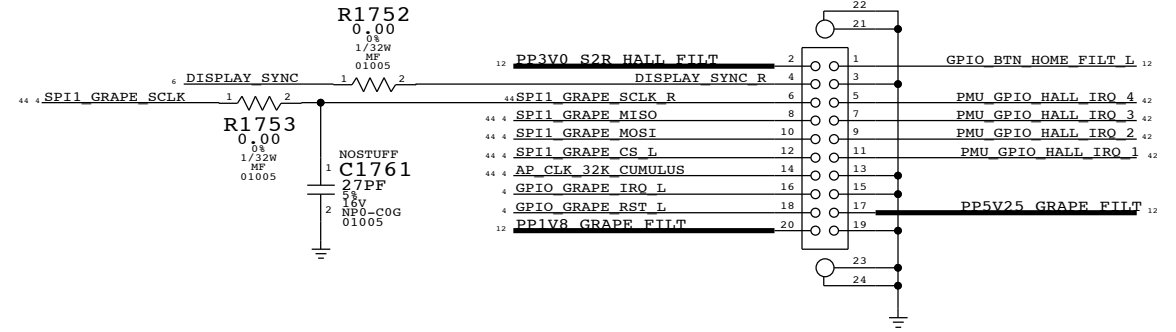 R1752
0.00
0%
1/32W
MF
01005
22
21
12 PP3V0_S2R_HALL_FILT 2 1 GPIO_BTN_HOME_FILT_L 12
6 DISPLAY_SYNC 1 2 DISPLAY_SYNC_R 4 3
44 4 SPI1_GRAPE_SCLK 1 2 44 SPI1_GRAPE_SCLK_R 6 5 PMU_GPIO_HALL_IRQ_4 42
44 4 SPI1_GRAPE_MISO 8 7 PMU_GPIO_HALL_IRQ_3 42
44 4 SPI1_GRAPE_MOSI 10 9 PMU_GPIO_HALL_IRQ_2 42
44 4 SPI1_GRAPE_CS_L 12 11 PMU_GPIO_HALL_IRQ_1 42
44 4 AP_CLK_32K_CUMULUS 14 13
4 GPIO_GRAPE_IRQ_L 16 15
4 GPIO_GRAPE_RST_L 18 17 PP5V25_GRAPE_FILT 12
12 PP1V8_GRAPE_FILT 20 19
R1753
0.00
0%
1/32W
MF
01005
NOSTUFF
1 C1761
27PF
5%
16V
2 NP0-C0G
01005
23
24